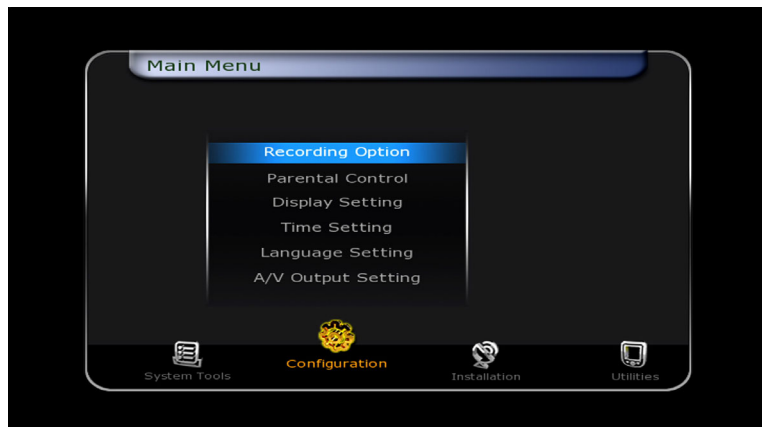 Main Menu
Recording Option
Parental Control
Display Setting
Time Setting
Language Setting
A/V Output Setting
System Tools
Configuration
Installation
Utilities